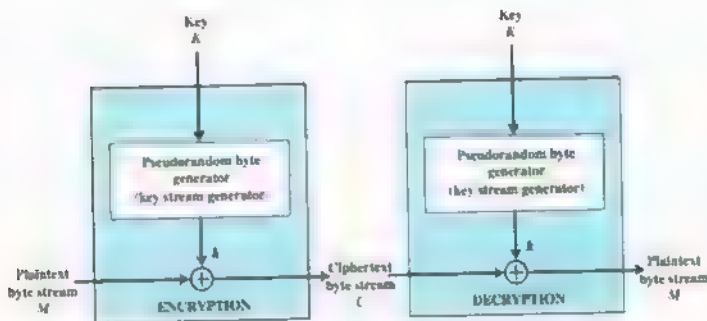 Key
K
Key
K
Pseudorandom byte
generator
(key stream generator
Pseudorandom byte
generator
(key stream generator)
k
k
Plaintext
byte stream
M
ENCRYPTION
Ciphertext
byte stream
C
DECRYPTION
Plaintext
byte stream
M